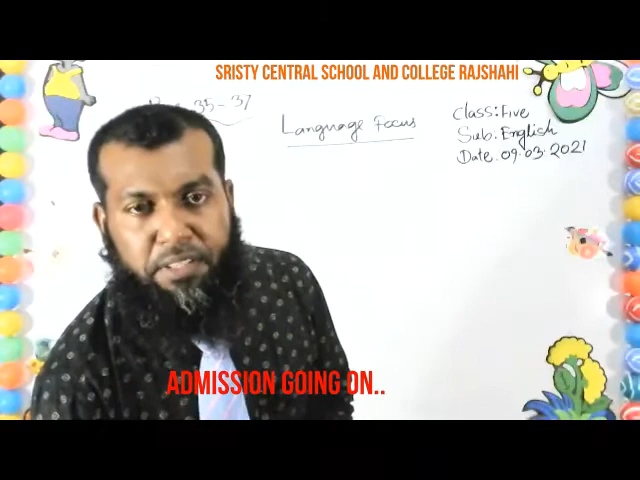 SRISTY CENTRAL SCHOOL AND COLLEGE RAJSHAHI
35-37
Language Focus
Class: Five
Sub: English
Date. 09.03.2021
ADMISSION GOING ON..